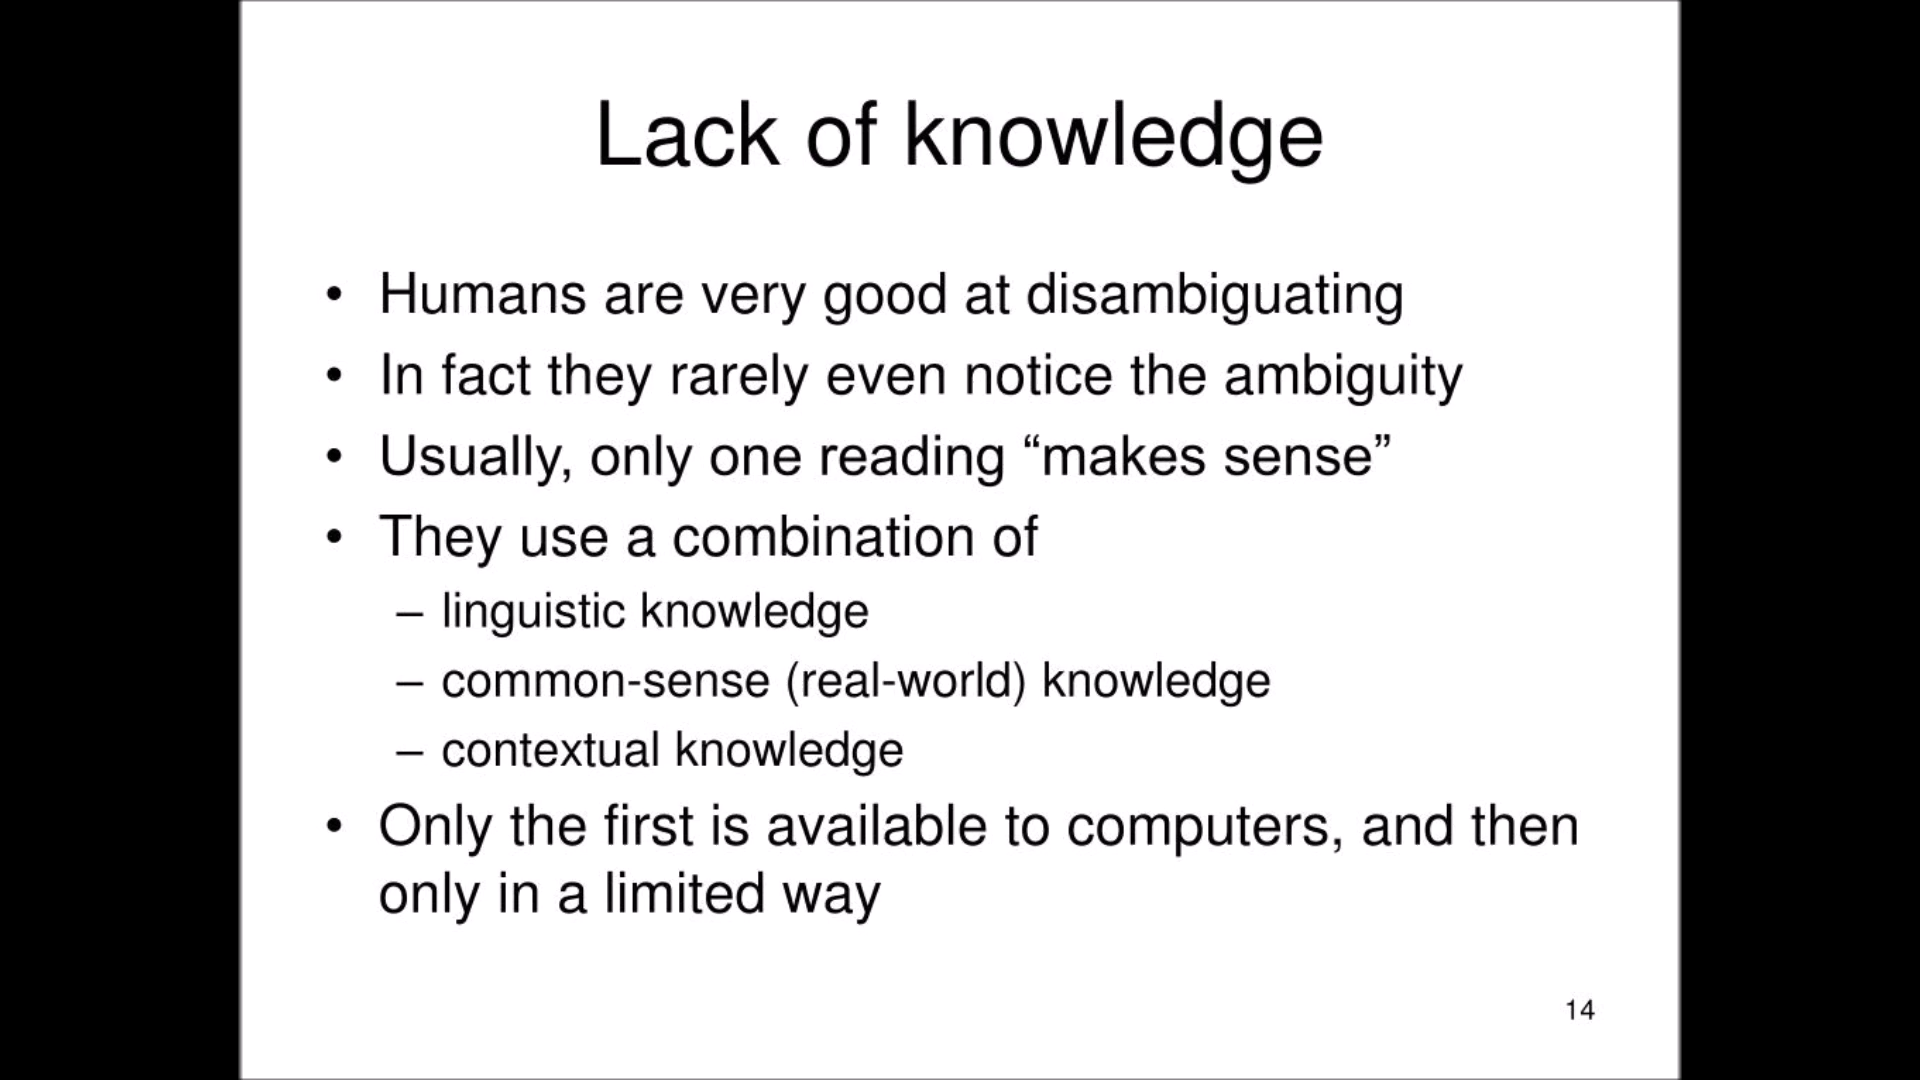 Lack of knowledge
• Humans are very good at disambiguating
• In fact they rarely even notice the ambiguity
• Usually, only one reading “makes sense”
• They use a combination of
– linguistic knowledge
– common-sense (real-world) knowledge
– contextual knowledge
• Only the first is available to computers, and then
only in a limited way
14